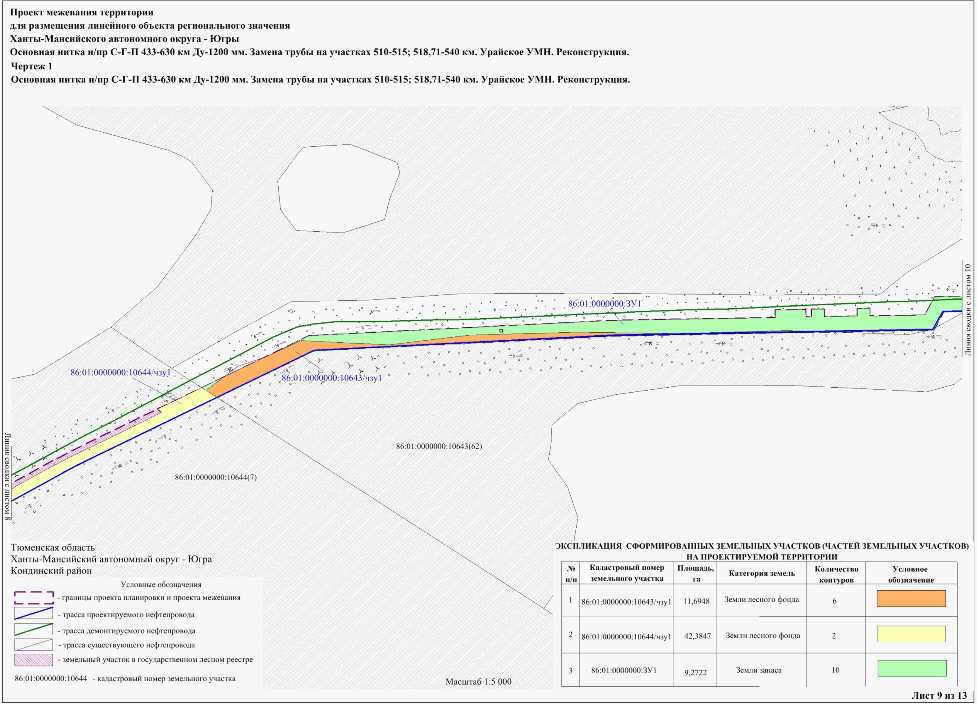 Проект межевания территории
для размещения линейного объекта регионального значения
Ханты-Мансийского автономного округа - Югры
Основная нитка н/пр С-Г-П 433-630 км Ду-1200 мм. Замена трубы на участках 510-515; 518,71-540 км. Урайское УМН. Реконструкция.
Чертеж 1
Основная нитка н/пр С-Г-П 433-630 км Ду-1200 мм. Замена трубы на участках 510-515; 518,71-540 км. Урайское УМН. Реконструкция.
Линия сводки с листом 10
86:01:0000000:ЗУ1
86:01:0000000:10644/чзу1
86:01:0000000:10643/чзу1
86:01:0000000:10643(62)
86:01:0000000:10644(7)
Линия сводки с листом 8
Тюменская область
Ханты-Мансийский автономный округ - Югра
Кондинский район
Условные обозначения
- границы проекта планировки и проекта межевания
- трасса проектируемого нефтепровода
- трасса демонтируемого нефтепровода
- трасса существующего нефтепровода
- земельный участок в государственном лесном реестре
86:01:0000000:10644 - кадастровый номер земельного участка
Масштаб 1:5 000
ЭКСПЛИКАЦИЯ СФОРМИРОВАННЫХ ЗЕМЕЛЬНЫХ УЧАСТКОВ (ЧАСТЕЙ ЗЕМЕЛЬНЫХ УЧАСТКОВ)
НА ПРОЕКТИРУЕМОЙ ТЕРРИТОРИИ
№ п/п Кадастровый номер земельного участка Площадь, га Категория земель Количество контуров Условное обозначение
1 86:01:0000000:10643/чзу1 11,6948 Земли лесного фонда 6
2 86:01:0000000:10644/чзу1 42,3847 Земли лесного фонда 2
3 86:01:0000000:ЗУ1 9,2722 Земли запаса 10
Лист 9 из 13